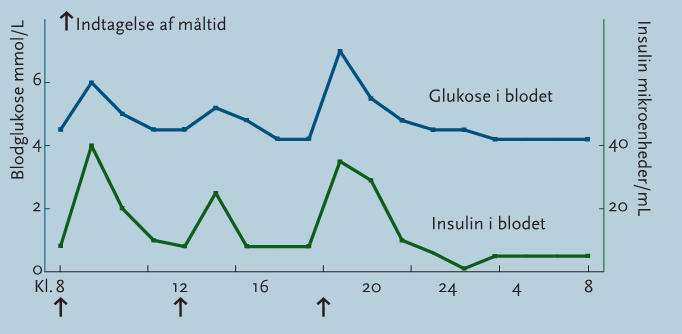 ↑Indtagelse af måltid
Blodglukose mmol/L
Insulin mikroenheder/mL
6
4
2
0
40
20
Glukose i blodet
Insulin i blodet
Kl. 8 12 16 20 24 4 8